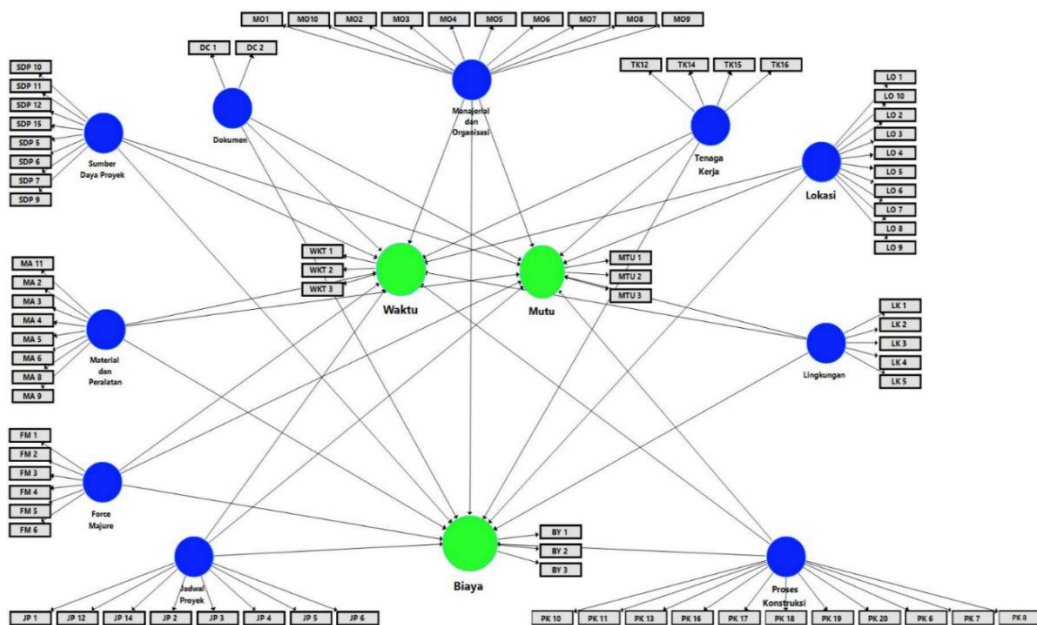 MO1 MO10 MO2 MO3 MO4 MO5 MO6 MO7 MO8 MO9
DC 1 DC 2
Manajerial
dan
Organisasi
Dokumen
TK12 TK14 TK15 TK16
Tenaga
Kerja
SDP 10
SDP 11
SDP 12
SDP 15
SDP 5
SDP 6
SDP 7
SDP 9
Sumber
Daya Proyek
LO 1
LO 10
LO 2
LO 3
LO 4
LO 5
LO 6
LO 7
LO 8
LO 9
Lokasi
WKT 1
WKT 2
WKT 3
Waktu
MTU 1
MTU 2
MTU 3
Mutu
MA 11
MA 2
MA 3
MA 4
MA 5
MA 6
MA 8
MA 9
Material
dan
Peralatan
LK 1
LK 2
LK 3
LK 4
LK 5
Lingkungan
FM 1
FM 2
FM 3
FM 4
FM 5
FM 6
Force
Majure
BY 1
BY 2
BY 3
Biaya
Jadwal
Proyek
JP 1 JP 12 JP 14 JP 2 JP 3 JP 4 JP 5 JP 6
Proses
Konstruksi
PK 10 PK 11 PK 13 PK 16 PK 17 PK 18 PK 19 PK 20 PK 6 PK 7 PK 8